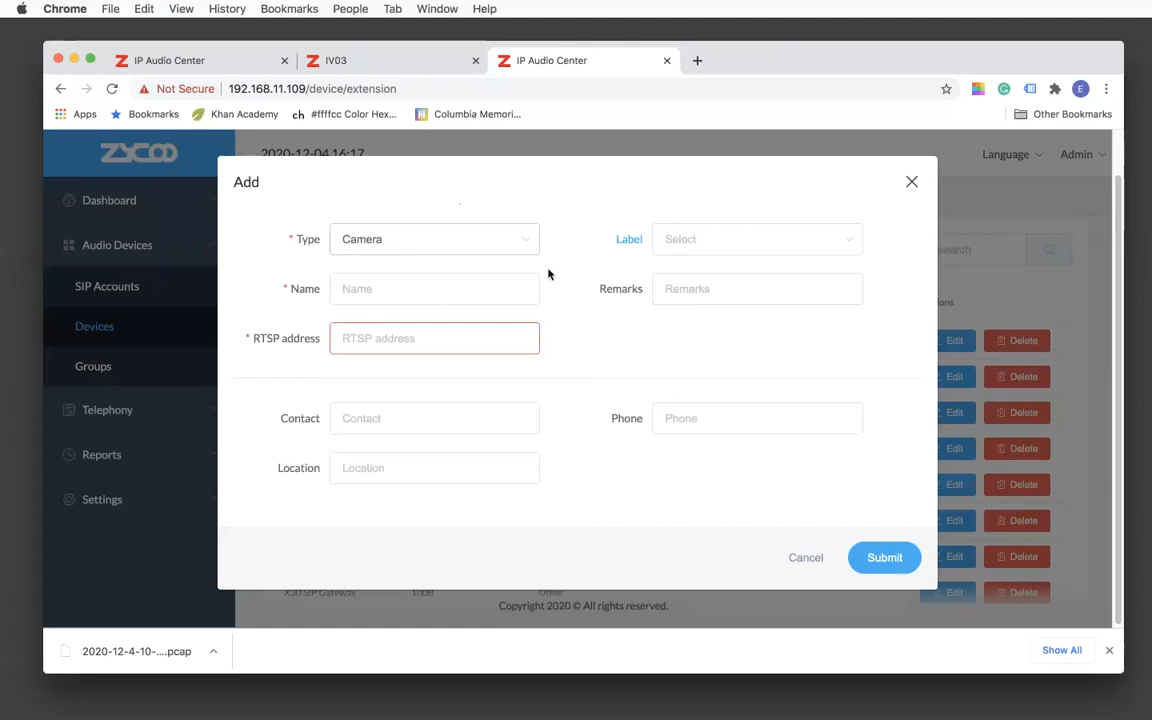 Chrome File Edit View History Bookmarks People Tab Window Help
IP Audio Center
IV03
IP Audio Center
Not Secure 192.168.11.109/device/extension
E
Apps Bookmarks Khan Academy ch #ffffcc Color Hex... Columbia Memori... Other Bookmarks
ZYCOO
2020-12-04 16:17
Language Admin
Dashboard
Audio Devices
SIP Accounts
Devices
Groups
Telephony
Reports
Settings
Add
* Type Camera
Label Select
* Name Name
Remarks Remarks
* RTSP address RTSP address
Contact Contact
Phone Phone
Location Location
Cancel Submit
Edit Delete
Edit Delete
Edit Delete
Edit Delete
Edit Delete
Edit Delete
Edit Delete
Edit Delete
X30 SIP Gateway 1008 Other
Copyright 2020 © All rights reserved.
2020-12-4-10-....pcap
Show All